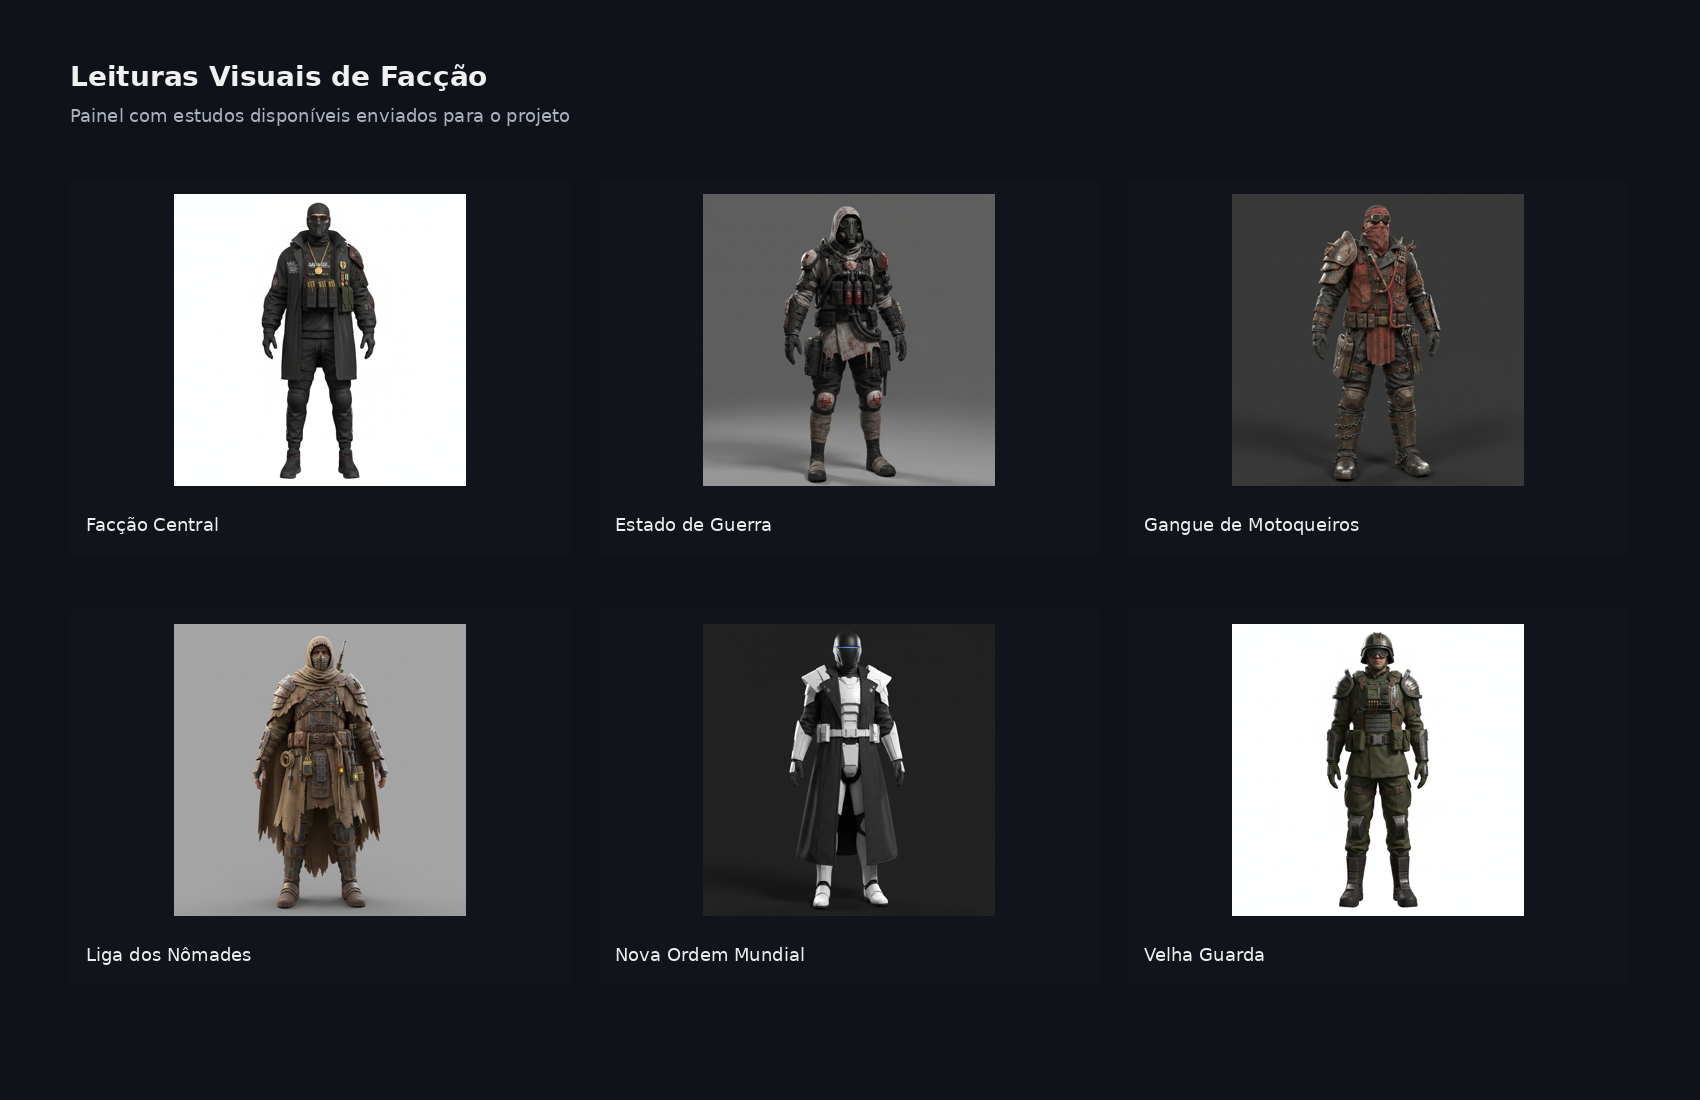 Leituras Visuais de Facção
Painel com estudos disponíveis enviados para o projeto
Facção Central
Estado de Guerra
Gangue de Motoqueiros
Liga dos Nômades
Nova Ordem Mundial
Velha Guarda